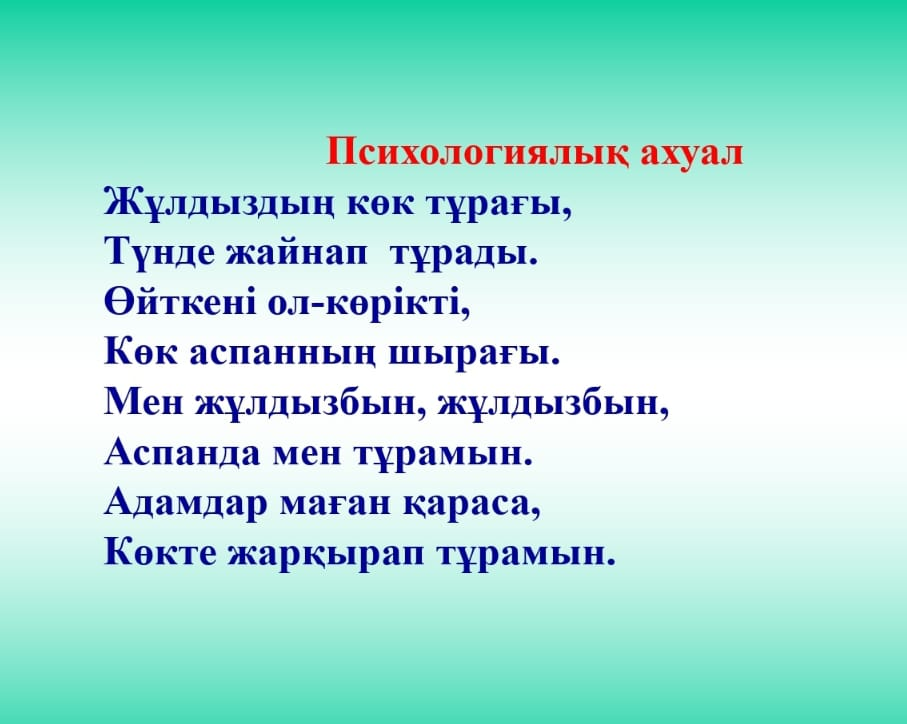 Психологиялық ахуал
Жұлдыздың көк тұрағы,
Түнде жайнап  тұрады.
Өйткені ол-көрікті,
Көк аспанның шырағы.
Мен жұлдызбын, жұлдызбын,
Аспанда мен тұрамын.
Адамдар маған қараса,
Көкте жарқырап тұрамын.